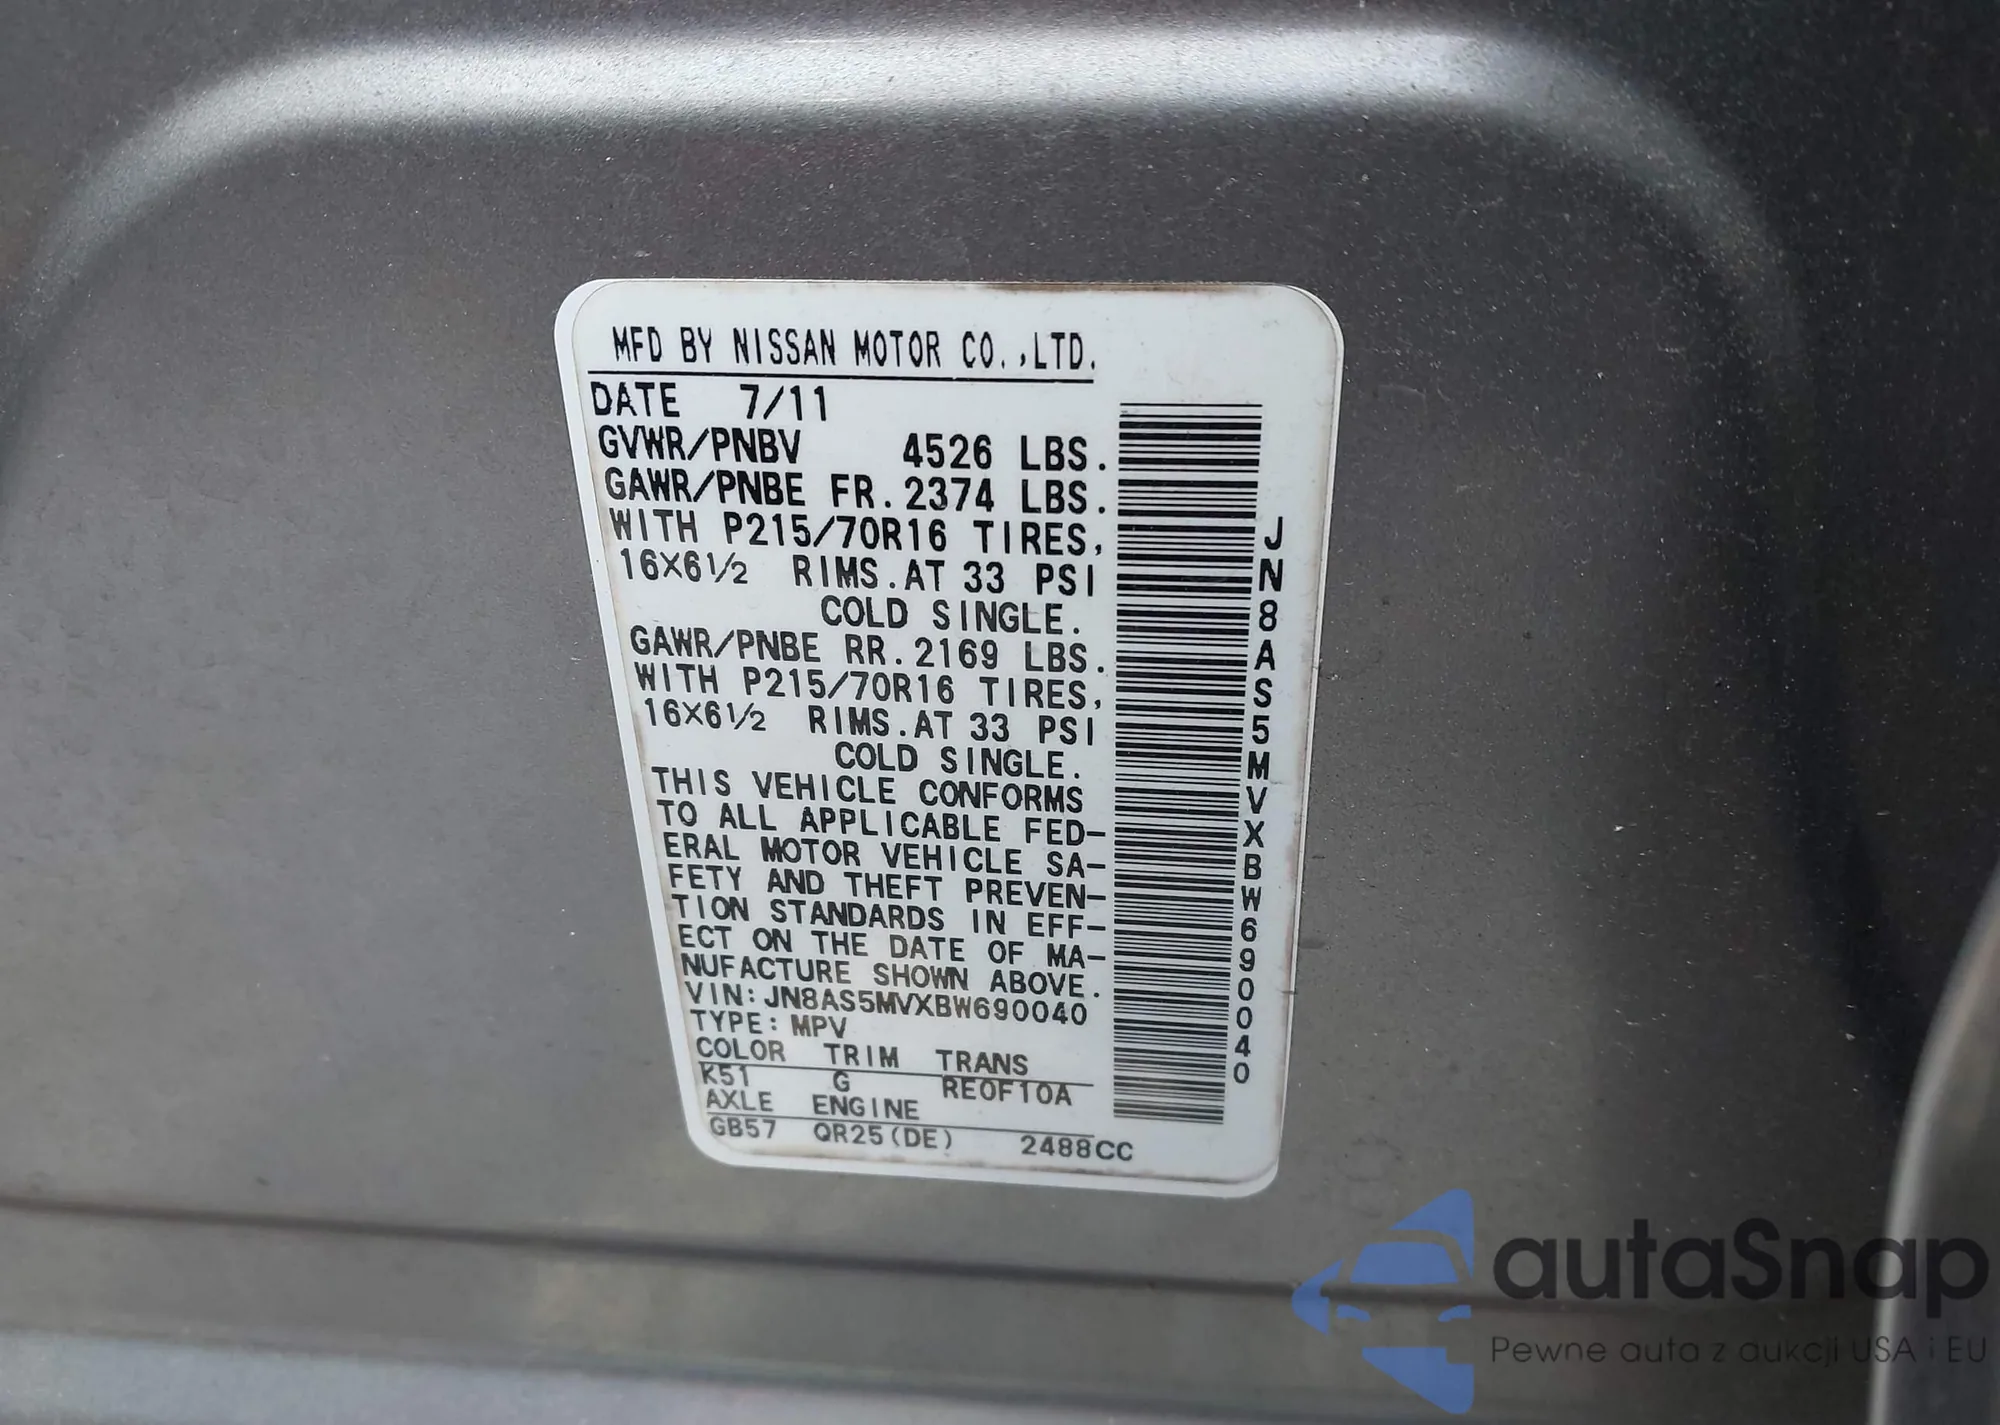 MFD BY NISSAN MOTOR CO.,LTD.
DATE 7/11
GVWR/PNBV 4526 LBS.
GAWR/PNBE FR. 2374 LBS.
WITH P215/70R16 TIRES,
16X6½ RIMS.AT 33 PSI
COLD SINGLE.
GAWR/PNBE RR. 2169 LBS.
WITH P215/70R16 TIRES,
16X6½ RIMS.AT 33 PSI
COLD SINGLE.
THIS VEHICLE CONFORMS
TO ALL APPLICABLE FED-
ERAL MOTOR VEHICLE SA-
FETY AND THEFT PREVEN-
TION STANDARDS IN EFF-
ECT ON THE DATE OF MA-
NUFACTURE SHOWN ABOVE.
VIN: JN8AS5MVXBW690040
TYPE: MPV
COLOR TRIM TRANS
K51 G RE0F10A
AXLE ENGINE
GB57 QR25(DE) 2488CC
JN8AS5MVXBW690040
autaSnap
Pewne auta z aukcji USA i EU